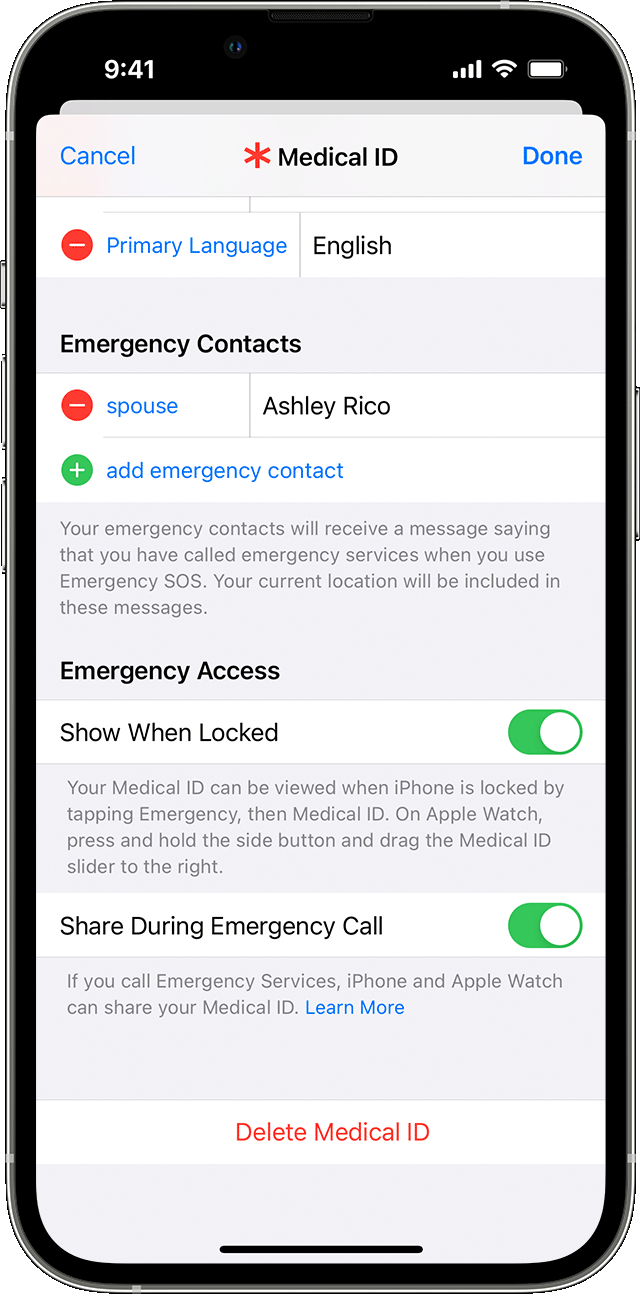 9:41
Cancel
Medical ID
Done
Primary Language
English
Emergency Contacts
spouse
Ashley Rico
add emergency contact
Your emergency contacts will receive a message saying
that you have called emergency services when you use
Emergency SOS. Your current location will be included in
these messages.
Emergency Access
Show When Locked
Your Medical ID can be viewed when iPhone is locked by
tapping Emergency, then Medical ID. On Apple Watch,
press and hold the side button and drag the Medical ID
slider to the right.
Share During Emergency Call
If you call Emergency Services, iPhone and Apple Watch
can share your Medical ID. Learn More
Delete Medical ID